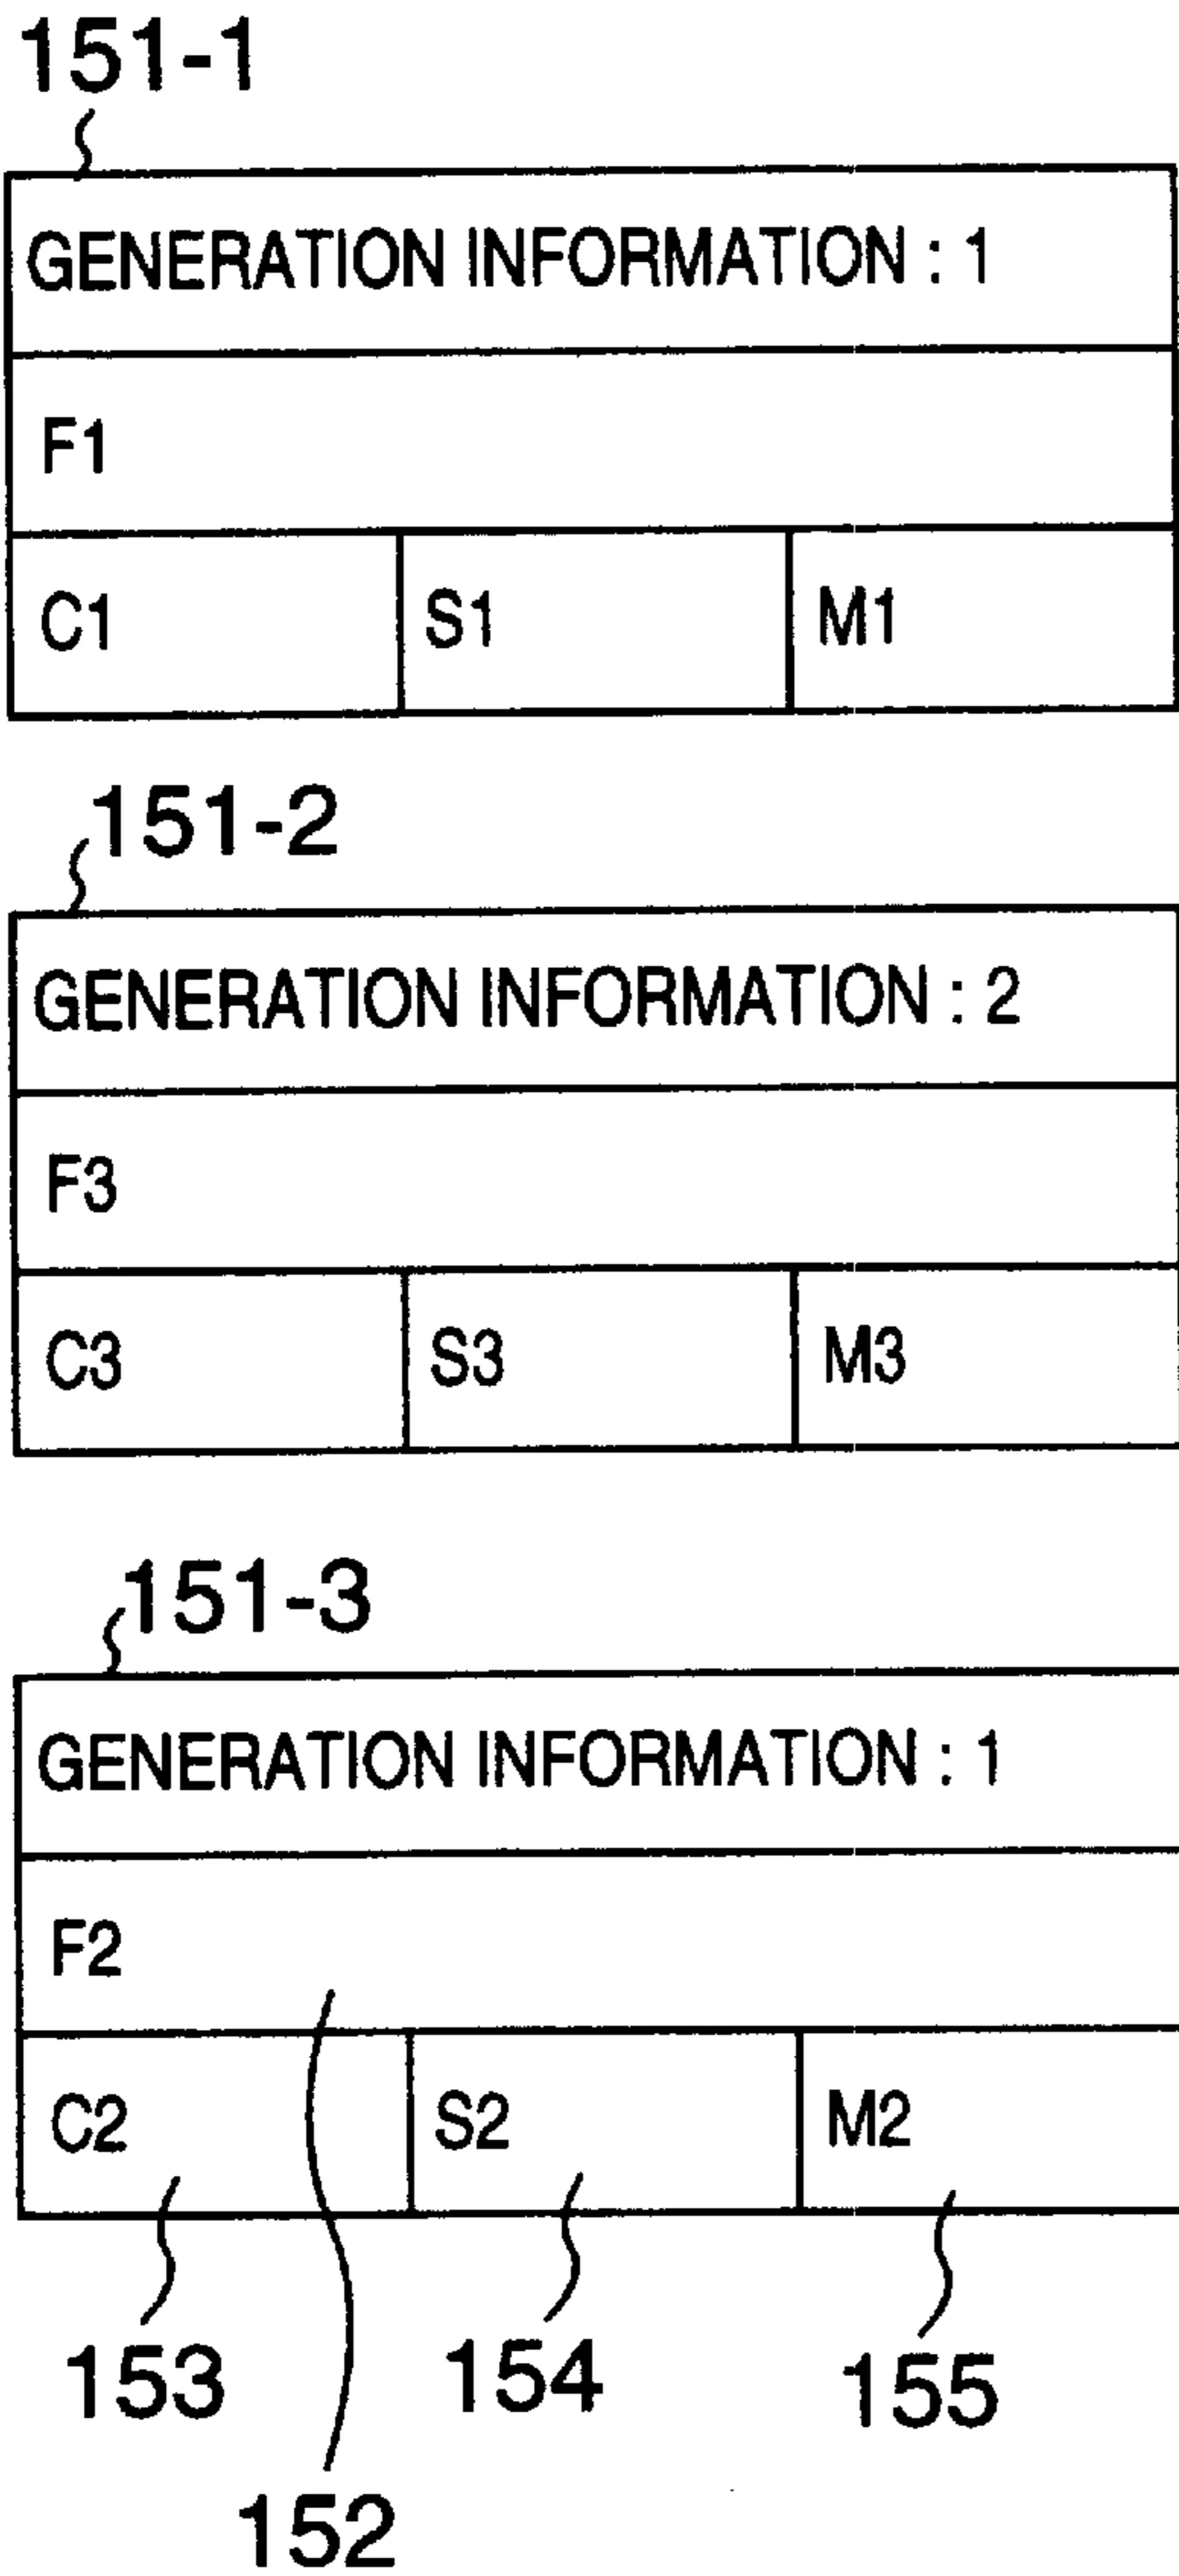 151-1
GENERATION INFORMATION : 1
F1
C1 S1 M1
151-2
GENERATION INFORMATION : 2
F3
C3 S3 M3
151-3
GENERATION INFORMATION : 1
F2
C2 S2 M2
153 154 155
152